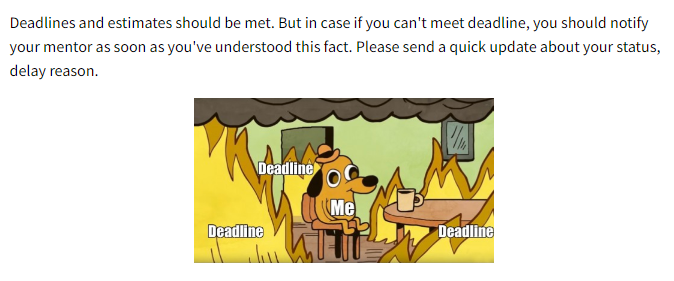 Deadlines and estimates should be met. But in case if you can't meet deadline, you should notify
your mentor as soon as you've understood this fact. Please send a quick update about your status,
delay reason.
Deadline
Me
Deadline
Deadline